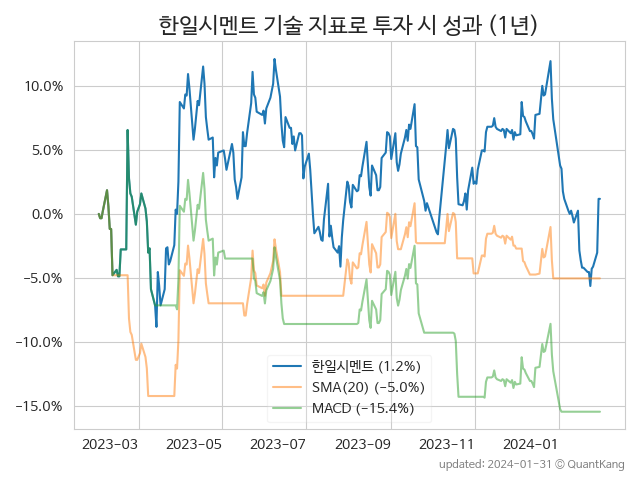 한일시멘트 기술 지표로 투자 시 성과 (1년)
10.0%
5.0%
0.0%
−5.0%
−10.0%
−15.0%
한일시멘트 (1.2%)
SMA(20) (−5.0%)
MACD (−15.4%)
2023-03 2023-05 2023-07 2023-09 2023-11 2024-01
updated: 2024-01-31 © QuantKang